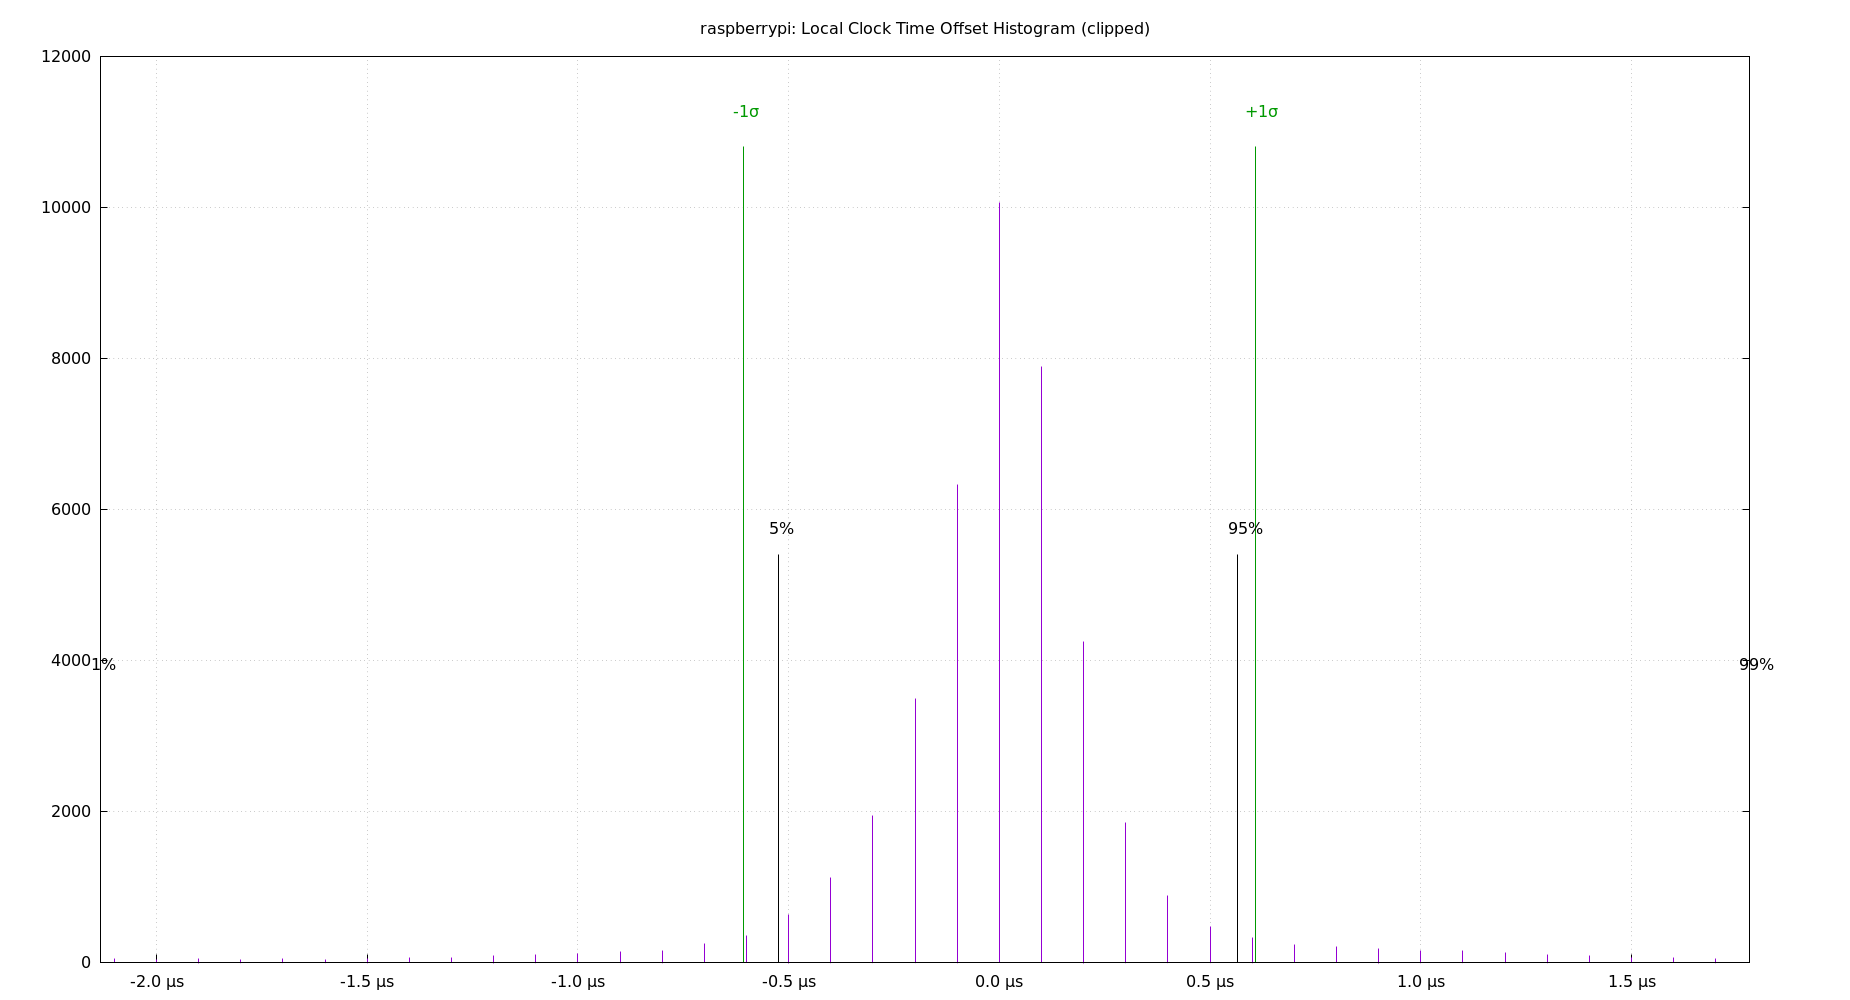 raspberrypi: Local Clock Time Offset Histogram (clipped)
12000
-1σ
+1σ
10000
8000
6000
5%
95%
4000
1%
99%
2000
0
-2.0 µs
-1.5 µs
-1.0 µs
-0.5 µs
0.0 µs
0.5 µs
1.0 µs
1.5 µs